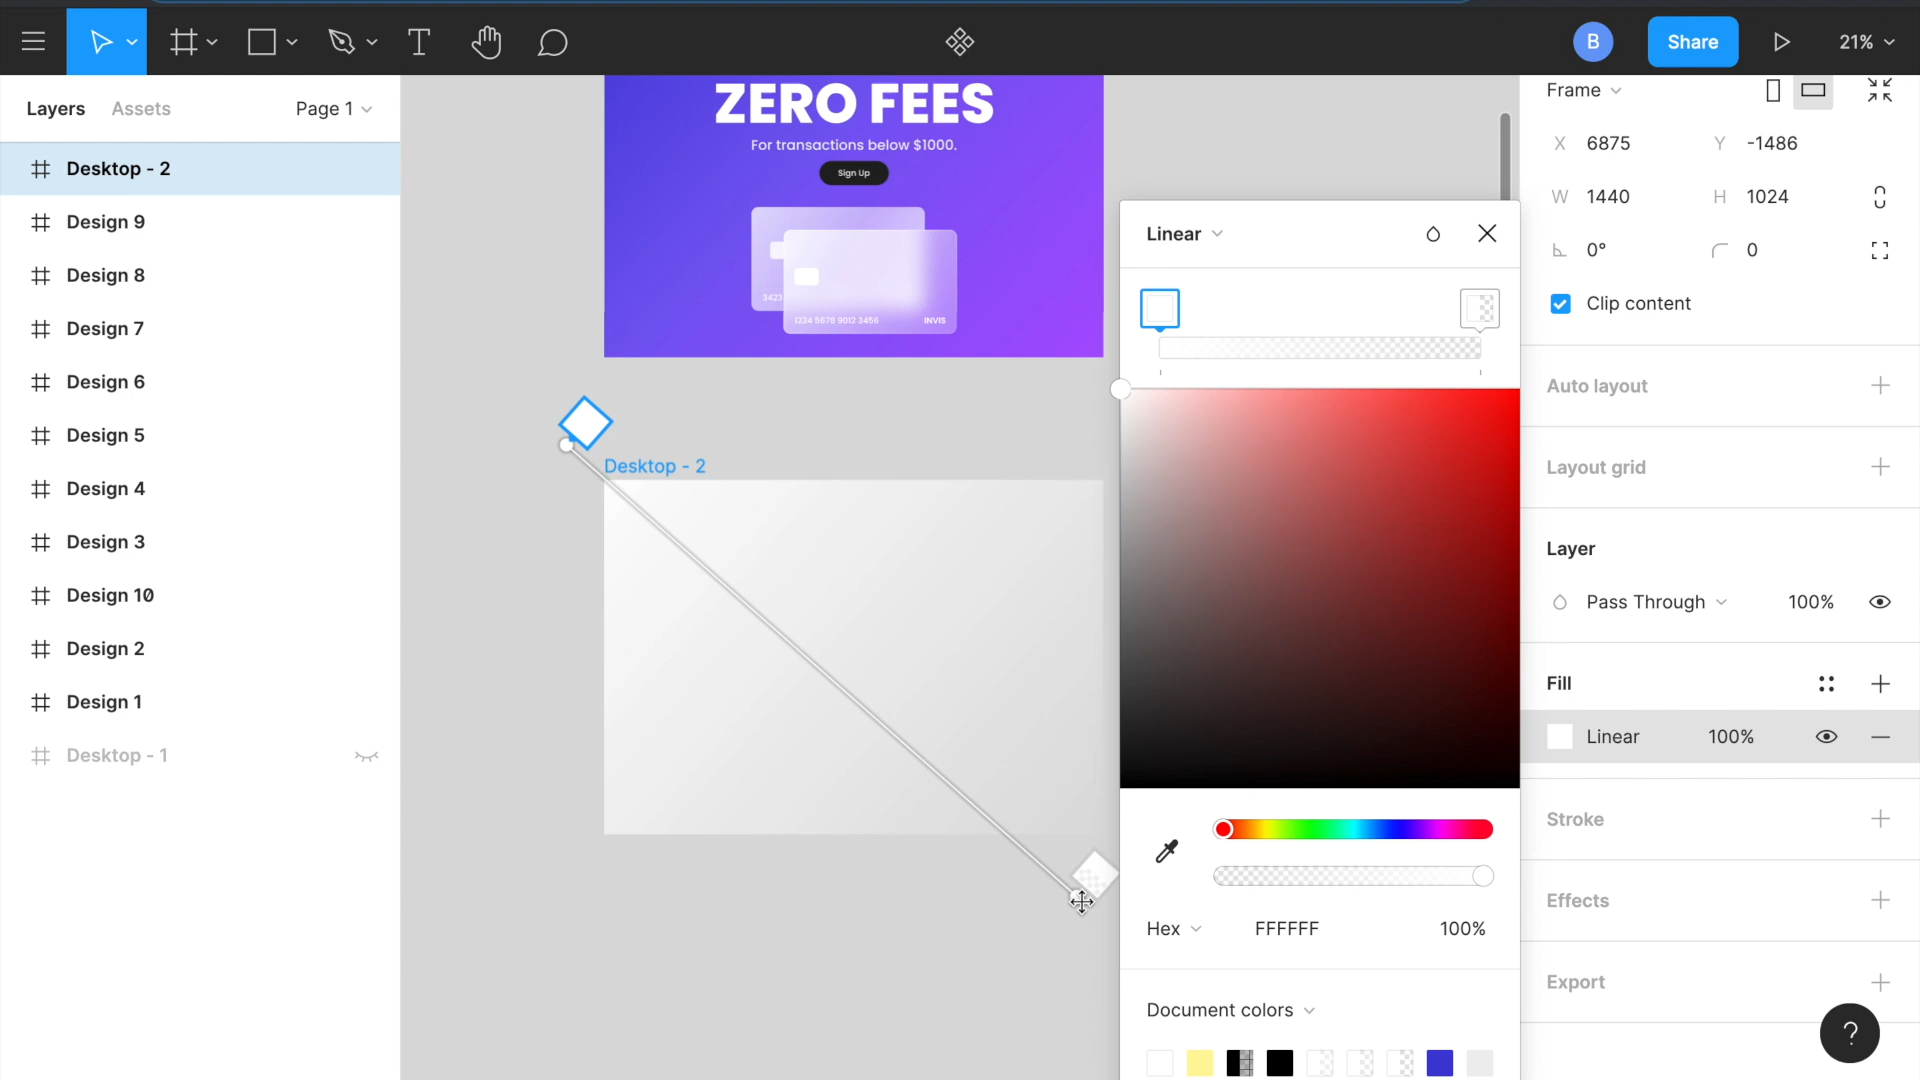 B
Share
21%
Layers
Assets
Page 1
Desktop - 2
Design 9
Design 8
Design 7
Design 6
Design 5
Design 4
Design 3
Design 10
Design 2
Design 1
Desktop - 1
ZERO FEES
For transactions below $1000.
Sign Up
3423
1234 5678 9012 3456
INVIS
Desktop - 2
Linear
Hex
FFFFFF
100%
Document colors
Frame
X 6875
Y -1486
W 1440
H 1024
0°
0
Clip content
Auto layout
Layout grid
Layer
Pass Through
100%
Fill
Linear
100%
Stroke
Effects
Export
?